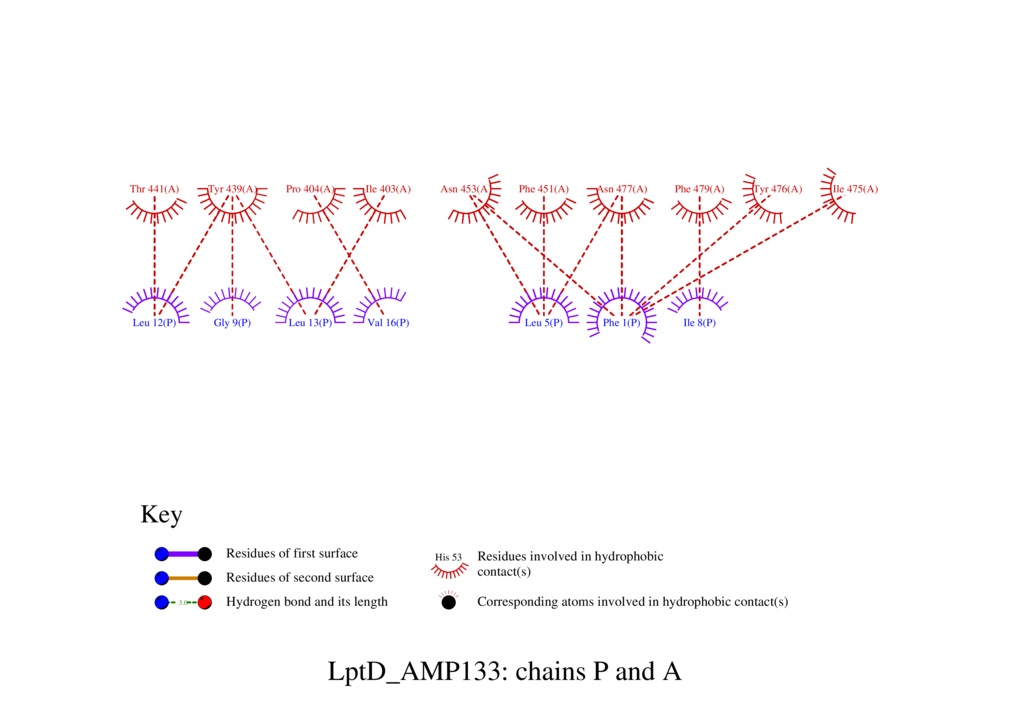 Thr 441(A) Tyr 439(A) Pro 404(A) Ile 403(A) Asn 453(A) Phe 451(A) Asn 477(A) Phe 479(A) Tyr 476(A) Ile 475(A)
Leu 12(P) Gly 9(P) Leu 13(P) Val 16(P) Leu 5(P) Phe 1(P) Ile 8(P)
Key
Residues of first surface
Residues of second surface
3.0 Hydrogen bond and its length
His 53 Residues involved in hydrophobic
contact(s)
Corresponding atoms involved in hydrophobic contact(s)
LptD_AMP133: chains P and A